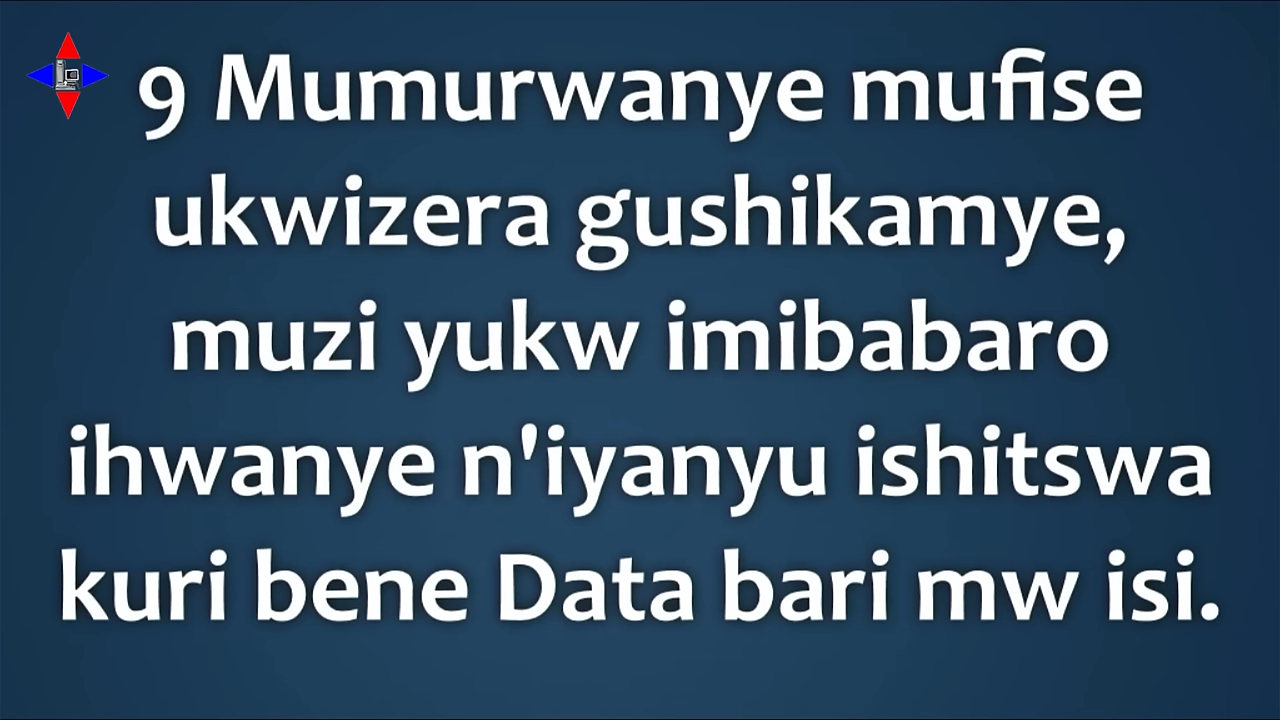 9 Mumurwanye mufise
ukwizera gushikamye,
muzi yukw imibabaro
ihwanye n'iyanyu ishitswa
kuri bene Data bari mw isi.